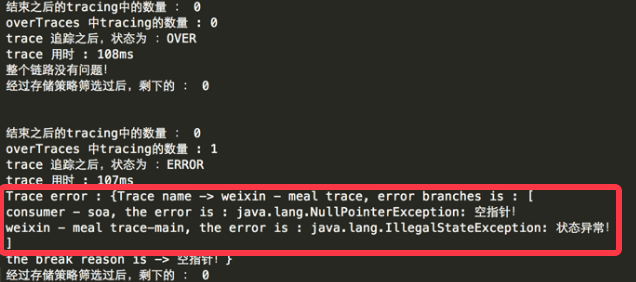 结束之后的tracing中的数量 : 0
overTraces 中tracing的数量 : 0
trace 追踪之后，状态为 : OVER
trace 用时 : 108ms
整个链路没有问题!
经过存储策略筛选过后，剩下的 : 0
结束之后的tracing中的数量 : 0
overTraces 中tracing的数量 : 1
trace 追踪之后，状态为 : ERROR
trace 用时 : 107ms
Trace error : {Trace name —> weixin - meal trace, error branches is : [
consumer - soa, the error is : java.lang.NullPointerException: 空指针!
weixin - meal trace-main, the error is : java.lang.IllegalStateException: 状态异常!
]
the break reason is —> 空指针! }
经过存储策略筛选过后，剩下的 : 0